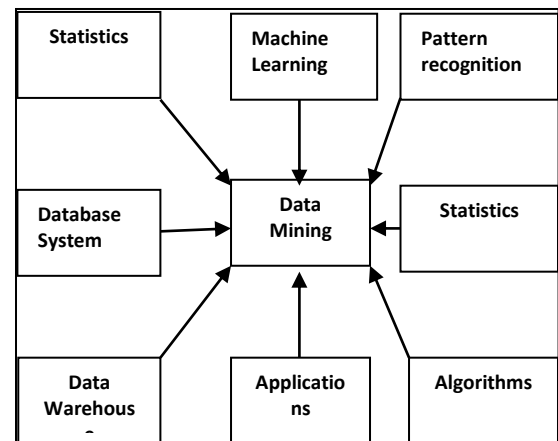 Statistics
Machine
Learning
Pattern
recognition
Database
System
Data
Mining
Statistics
Data
Warehous
Applicatio
ns
Algorithms